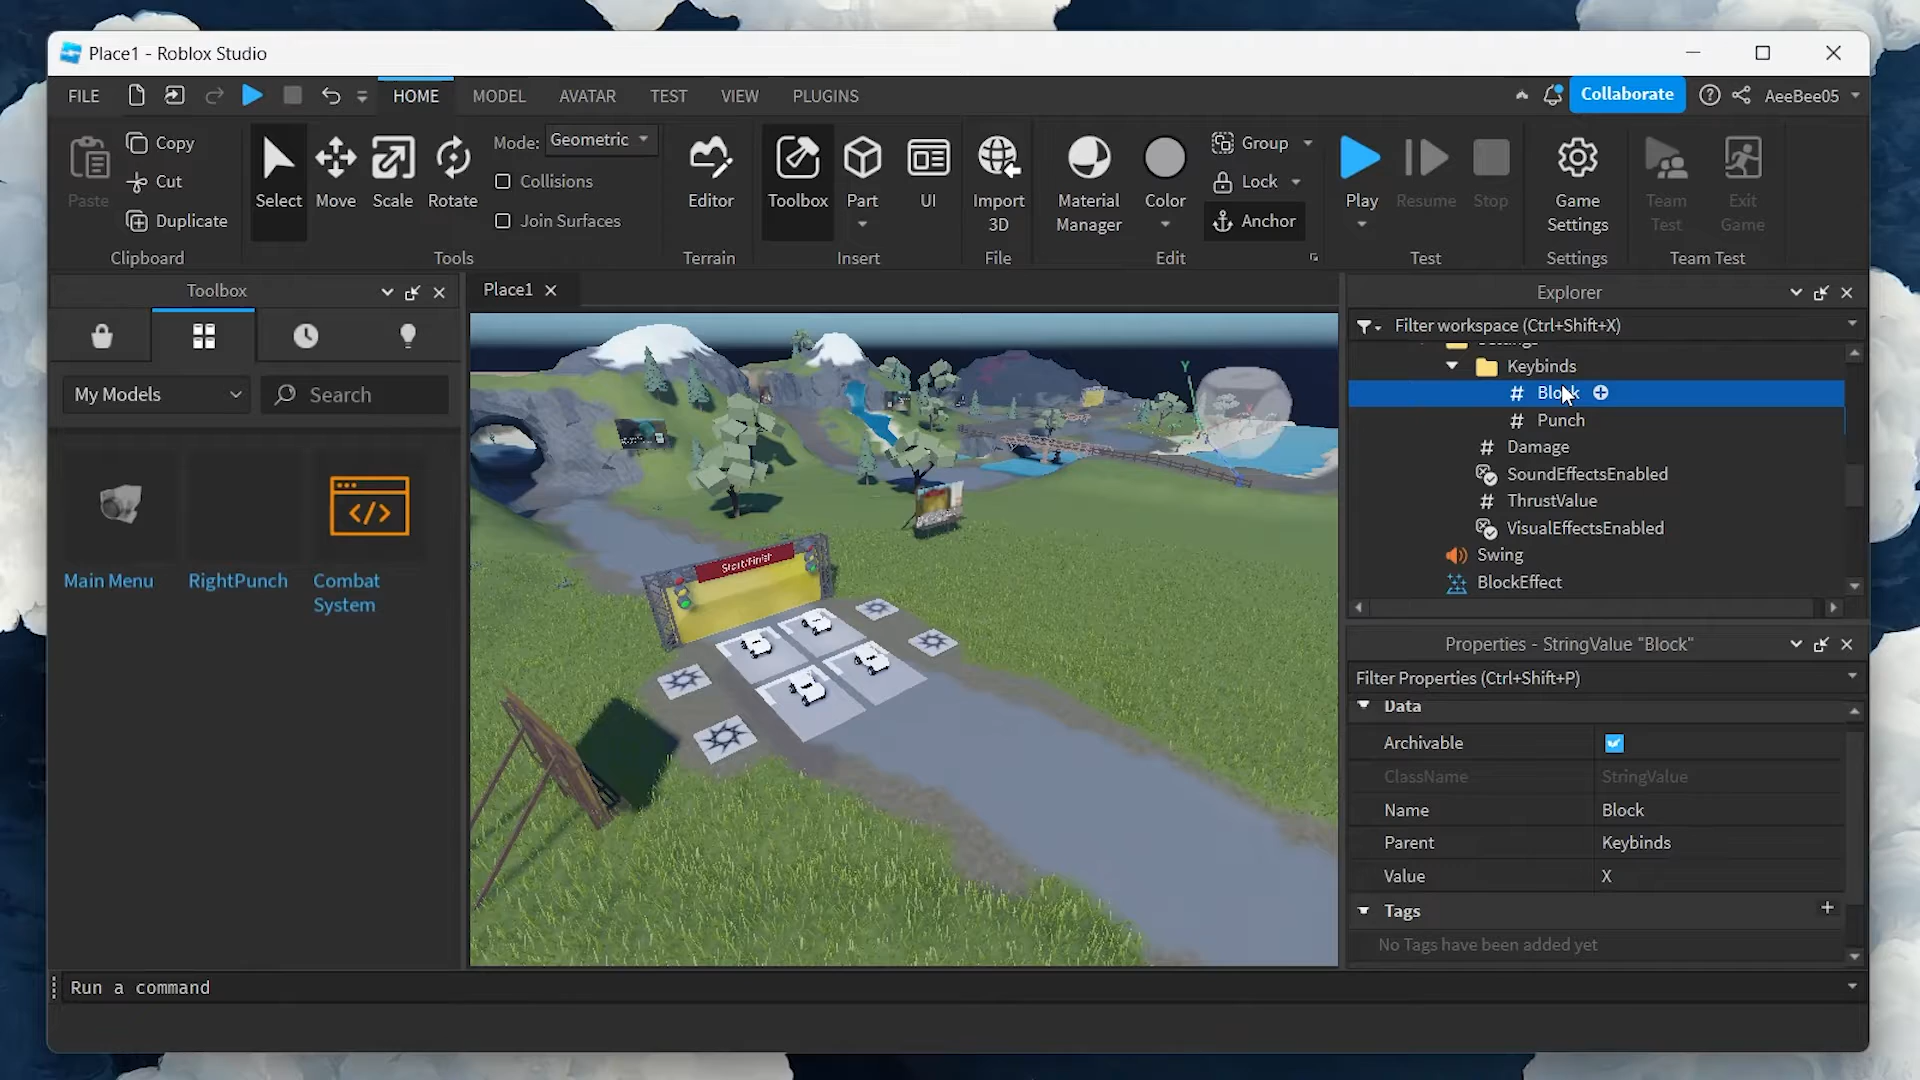 Place1 - Roblox Studio
FILE HOME MODEL AVATAR TEST VIEW PLUGINS Collaborate AeeBee05
Paste Copy Cut Duplicate
Clipboard
Select Move Scale Rotate Mode: Geometric
Collisions
Join Surfaces
Tools
Editor
Terrain
Toolbox Part UI
Insert
Import 3D
File
Material Manager Color Group Lock Anchor
Edit
Play Resume Stop
Test
Game Settings
Settings
Team Test Exit Game
Team Test
Toolbox
My Models
Search
Main Menu
RightPunch
Combat System
Place1
Start/Finish
Y
Explorer
Filter workspace (Ctrl+Shift+X)
Keybinds
Block
Punch
Damage
SoundEffectsEnabled
ThrustValue
VisualEffectsEnabled
Swing
BlockEffect
Properties - StringValue "Block"
Filter Properties (Ctrl+Shift+P)
Data
Archivable
ClassName StringValue
Name Block
Parent Keybinds
Value X
Tags
No Tags have been added yet
Run a command